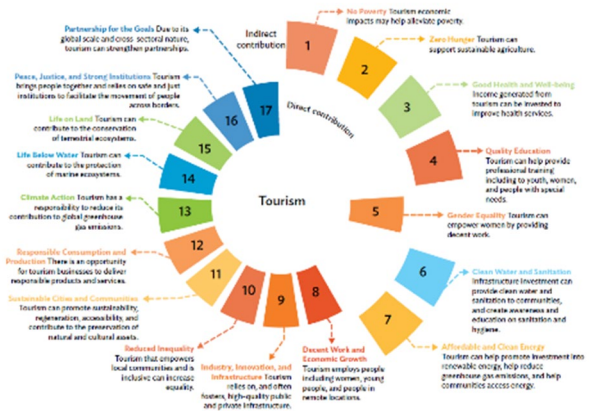 No Poverty Tourism economic
impacts may help alleviate poverty.
Zero Hunger Tourism can
support sustainable agriculture.
Good Health and Well-being
Income generated from
tourism can be invested to
improve health services.
Quality Education
Tourism can help provide
professional training
including to youth, women,
and people with special
needs.
Gender Equality Tourism can
empower women by providing
decent work.
Clean Water and Sanitation
Infrastructure investment can
provide clean water and
sanitation to communities,
and create awareness and
education on sanitation and
hygiene.
Affordable and Clean Energy
Tourism can help promote investment into
renewable energy, help reduce
greenhouse gas emissions, and help
communities access energy.
Decent Work and
Economic Growth
Tourism employs people
including women, young
people, and people in
remote locations.
Industry, Innovation, and
Infrastructure Tourism
relies on, and often
fosters, high-quality public
and private infrastructure.
Reduced Inequality
Tourism that empowers
local communities and is
inclusive can increase
equality.
Sustainable Cities and Communities
Tourism can promote sustainability,
regeneration, accessibility, and
contribute to the preservation of
natural and cultural assets.
Responsible Consumption and
Production There is an opportunity
for tourism businesses to deliver
responsible products and services.
Climate Action Tourism has a
responsibility to reduce its
contribution to global greenhouse
gas emissions.
Life Below Water Tourism can
contribute to the protection
of marine ecosystems.
Life on Land Tourism can
contribute to the conservation
of terrestrial ecosystems.
Peace, Justice, and Strong Institutions Tourism
brings people together and relies on safe and just
institutions to facilitate the movement of people
across borders.
Partnership for the Goals Due to its
global scale and cross-sectoral nature,
tourism can strengthen partnerships.
Indirect
contribution
Direct contribution
Tourism
1
2
3
4
5
6
7
8
9
10
11
12
13
14
15
16
17